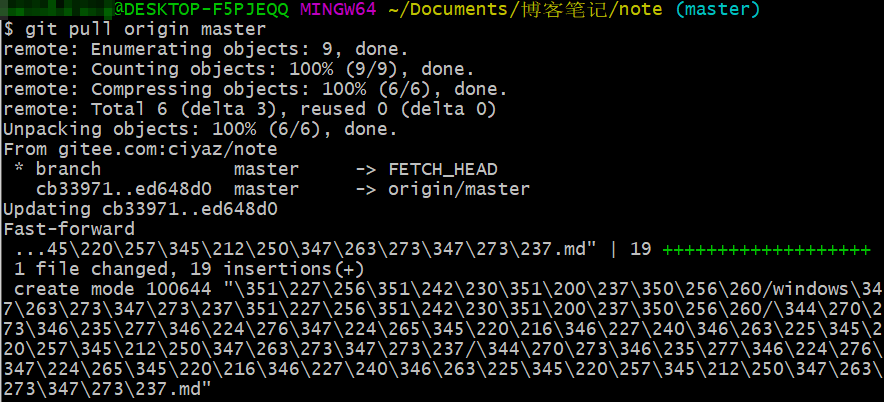 @DESKTOP-F5PJEQQ MINGW64 ~/Documents/博客笔记/note (master)
$ git pull origin master
remote: Enumerating objects: 9, done.
remote: Counting objects: 100% (9/9), done.
remote: Compressing objects: 100% (6/6), done.
remote: Total 6 (delta 3), reused 0 (delta 0)
Unpacking objects: 100% (6/6), done.
From gitee.com:ciyaz/note
 * branch            master     -> FETCH_HEAD
   cb33971..ed648d0  master     -> origin/master
Updating cb33971..ed648d0
Fast-forward
 ...45\220\257\345\212\250\347\263\273\347\273\237.md" | 19 +++++++++++++++++++
 1 file changed, 19 insertions(+)
 create mode 100644 "\351\227\256\351\242\230\351\200\237\350\256\260/windows\34
7\263\273\347\273\237\351\227\256\351\242\230\351\200\237\350\256\260/\344\270\2
73\346\235\277\346\224\276\347\224\265\345\220\216\346\227\240\346\263\225\345\2
20\257\345\212\250\347\263\273\347\273\237/\344\270\273\346\235\277\346\224\276\
347\224\265\345\220\216\346\227\240\346\263\225\345\220\257\345\212\250\347\263\
273\347\273\237.md"